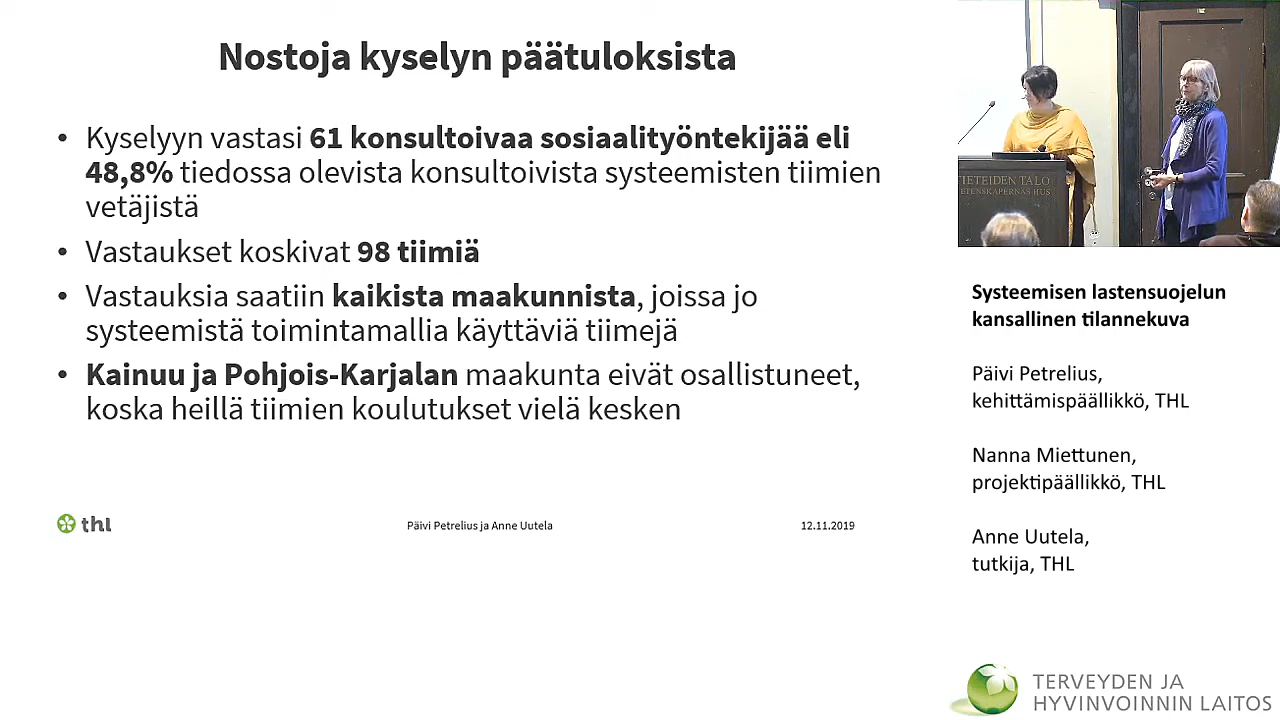 Nostoja kyselyn päätuloksista
• Kyselyyn vastasi 61 konsultoivaa sosiaalityöntekijää eli
48,8% tiedossa olevista konsultoivista systeemisten tiimien
vetäjistä
• Vastaukset koskivat 98 tiimiä
• Vastauksia saatiin kaikista maakunnista, joissa jo
systeemistä toimintamallia käyttäviä tiimejä
• Kainuu ja Pohjois-Karjalan maakunta eivät osallistuneet,
koska heillä tiimien koulutukset vielä kesken
thl
Päivi Petrelius ja Anne Uutela
12.11.2019
TIETEIDEN TALO
ETENSKAPERNAS HUS
Systeemisen lastensuojelun
kansallinen tilannekuva
Päivi Petrelius,
kehittämispäällikkö, THL
Nanna Miettunen,
projektipäällikkö, THL
Anne Uutela,
tutkija, THL
TERVEYDEN JA
HYVINVOINNIN LAITOS